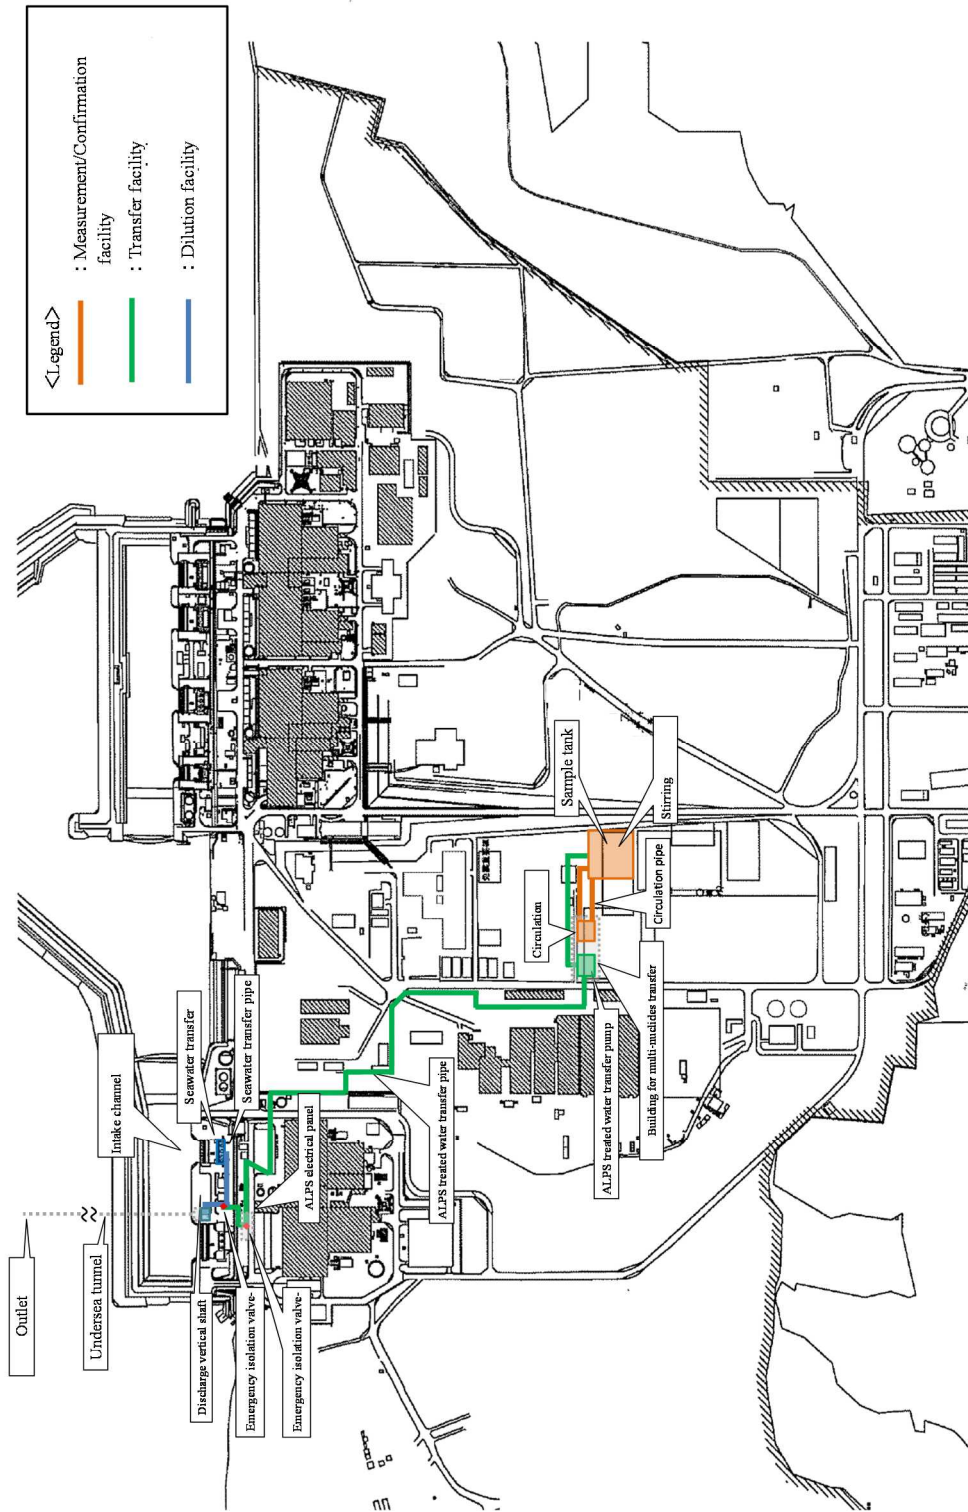 <Legend>
: Measurement/Confirmation
facility
: Transfer facility
: Dilution facility
Outlet
Undersea tunnel
Intake channel
Seawater transfer
Seawater transfer pipe
Discharge vertical shaft
Emergency isolation valve-
Emergency isolation valve-
ALPS electrical panel
ALPS treated water transfer pipe
Circulation
Sample tank
Stirring
Circulation pipe
ALPS treated water transfer pump
Building for multi-nuclides transfer